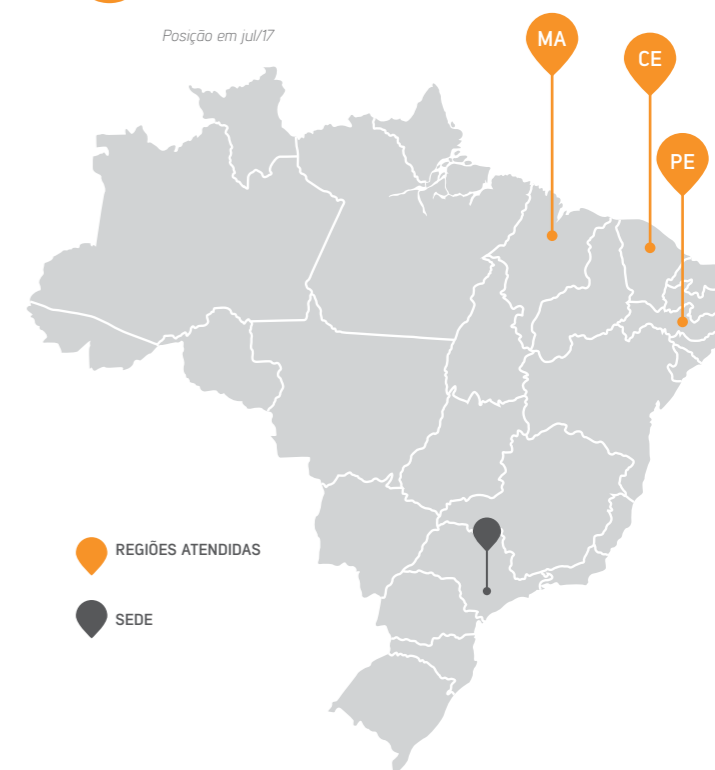 Posição em jul/17
MA
CE
PE
REGIÕES ATENDIDAS
SEDE